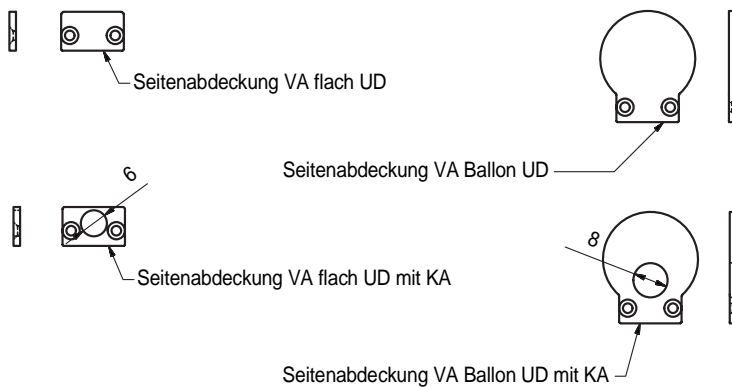 Seitenabdeckung VA flach UD
Seitenabdeckung VA Ballon UD
6
8
Seitenabdeckung VA flach UD mit KA
Seitenabdeckung VA Ballon UD mit KA